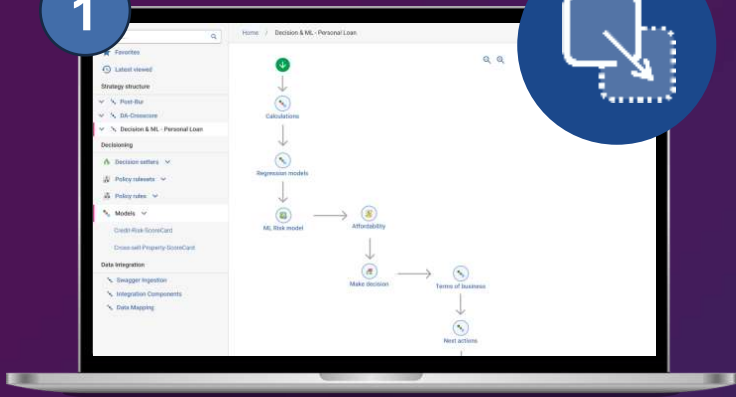 1
Home / Decision & ML - Personal Loan
Favorites
Latest viewed
Strategy structure
Post-Bur
DA-Crosscore
Decision & ML - Personal Loan
Decisioning
Decision setters
Policy rulesets
Policy rules
Models
Credit-Risk-ScoreCard
Cross-sell-Property-ScoreCard
Data Integration
Swagger Ingestion
Integration Components
Data Mapping
Calculations
Regression models
ML Risk model
Affordability
Make decision
Terms of business
Next actions